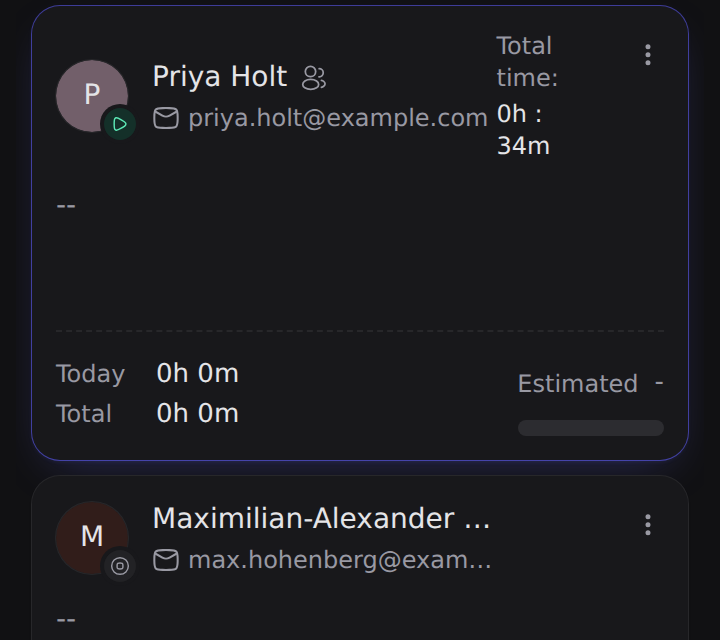 P
Priya Holt
priya.holt@example.com
Total
time:
0h :
34m
--
Today 0h 0m
Total 0h 0m
Estimated -
M
Maximilian-Alexander ...
max.hohenberg@exam...
--